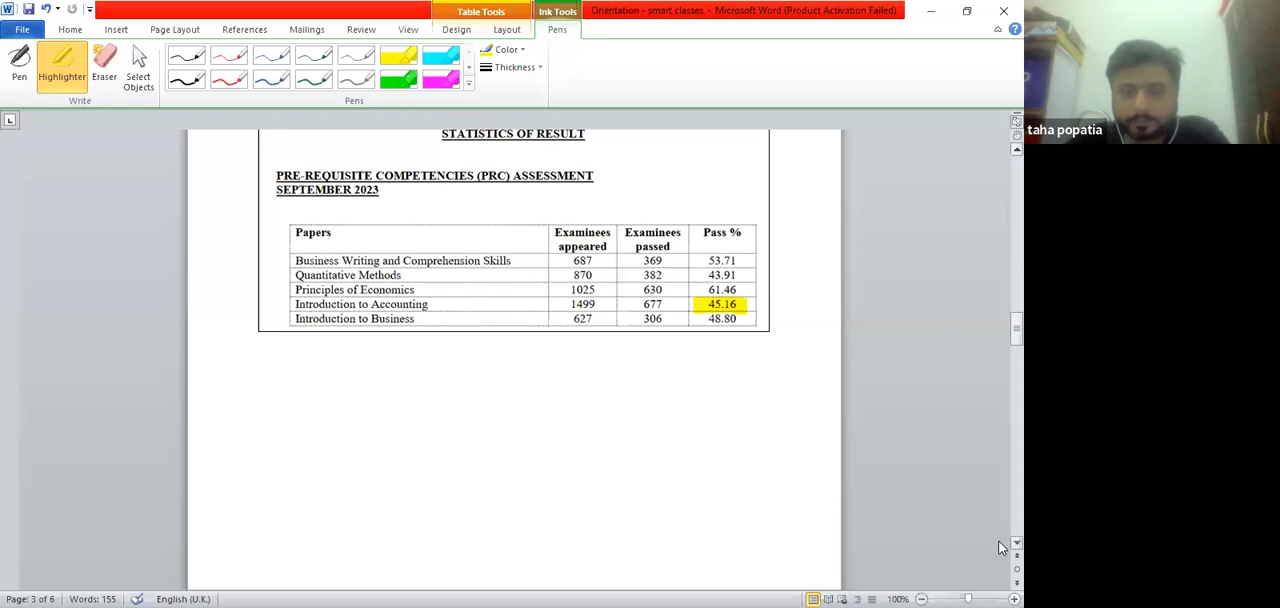 Table Tools
Ink Tools
Orientation - smart classes - Microsoft Word (Product Activation Failed)
File Home Insert Page Layout References Mailings Review View Design Layout Pens
Pen Highlighter Eraser Select Objects
Color
Thickness
Write
Pens
taha popatia
STATISTICS OF RESULT
PRE-REQUISITE COMPETENCIES (PRC) ASSESSMENT
SEPTEMBER 2023
Papers Examinees appeared Examinees passed Pass %
Business Writing and Comprehension Skills 687 369 53.71
Quantitative Methods 870 382 43.91
Principles of Economics 1025 630 61.46
Introduction to Accounting 1499 677 45.16
Introduction to Business 627 306 48.80
Page: 3 of 6 Words: 155 English (U.K.) 100%